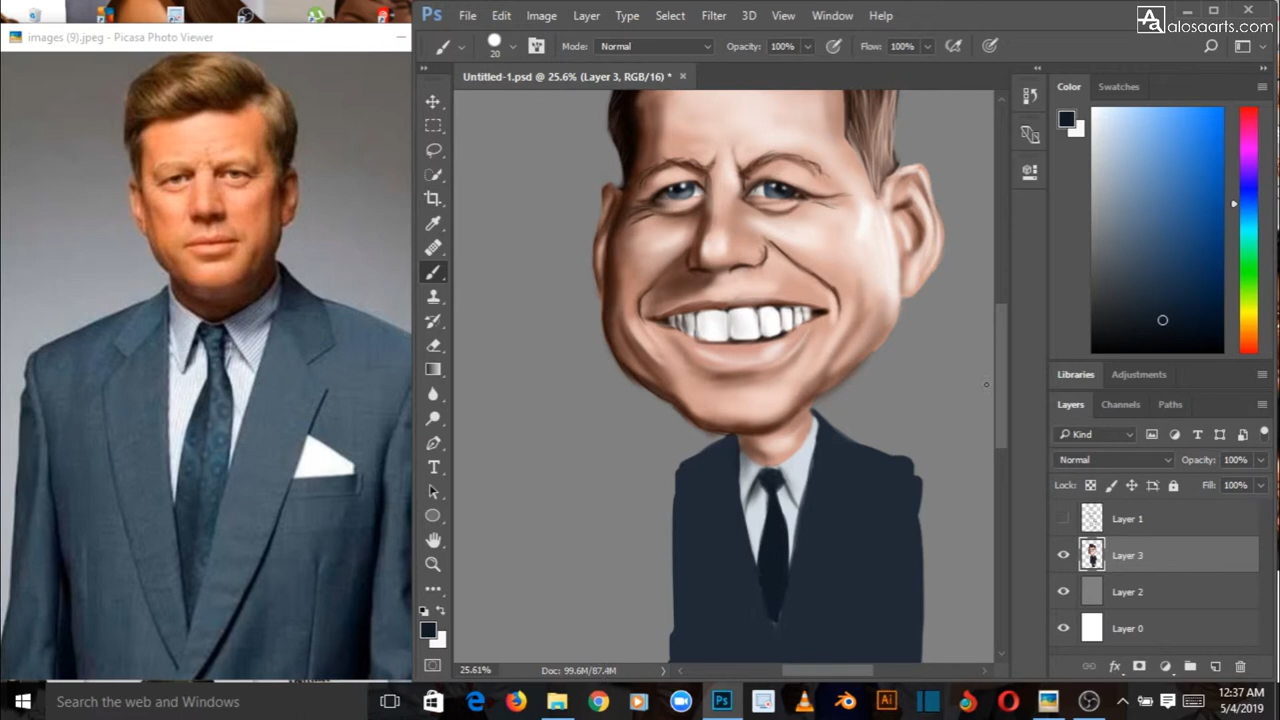 images (9).jpeg - Picasa Photo Viewer
Ps File Edit Image Layer Type Select Filter 3D View Window Help
alosaarts.com
20 Mode: Normal Opacity: 100% Flow: 100%
Untitled-1.psd @ 25.6% (Layer 3, RGB/16) * ×
Color Swatches
Libraries Adjustments
Layers Channels Paths
Kind
Normal Opacity: 100%
Lock: Fill: 100%
Layer 1
Layer 3
Layer 2
Layer 0
fx
25.61% Doc: 99.6M/87.4M
Search the web and Windows
Ps
Ai
12:37 AM
5/4/2019